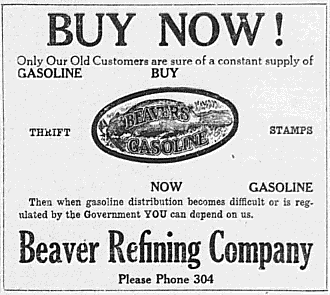 BUY NOW!
Only Our Old Customers are sure of a constant supply of
GASOLINE BUY
BEAVERS
GASOLINE
THRIFT STAMPS
NOW GASOLINE
Then when gasoline distribution becomes difficult or is reg-
ulated by the Government YOU can depend on us.
Beaver Refining Company
Please Phone 304